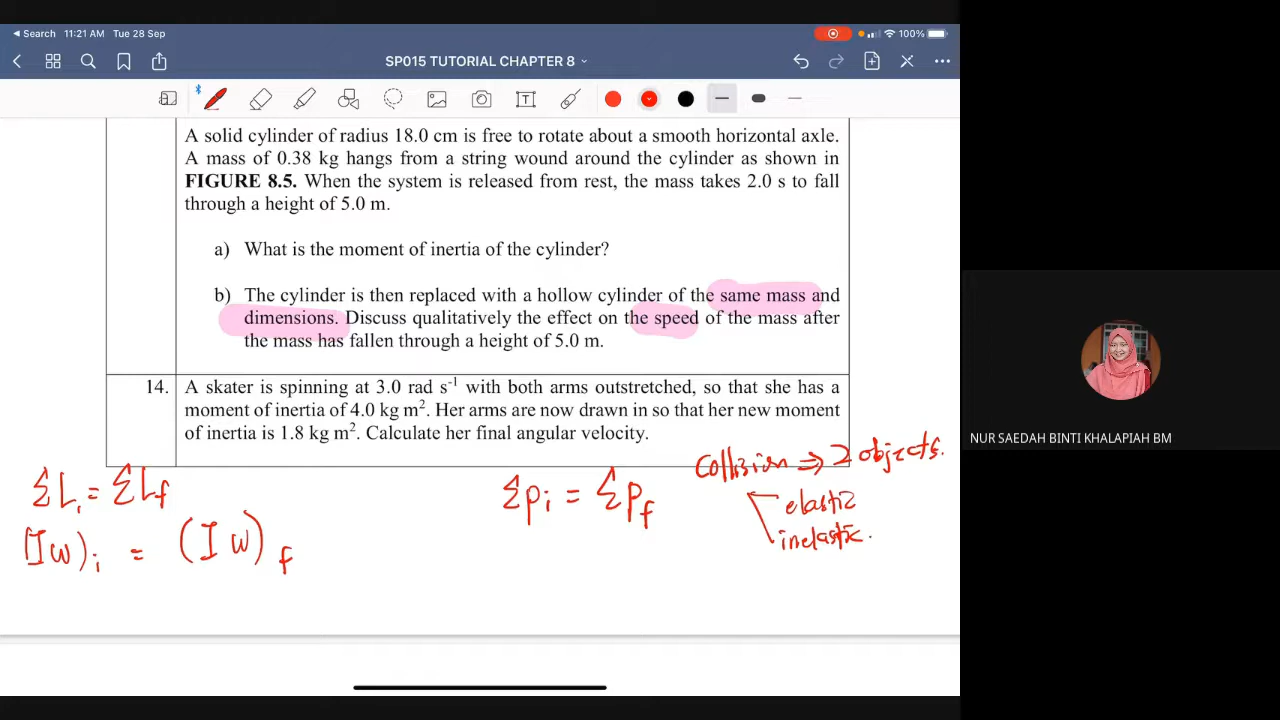 Search 11:21 AM Tue 28 Sep 100%
SP015 TUTORIAL CHAPTER 8
A solid cylinder of radius 18.0 cm is free to rotate about a smooth horizontal axle.
A mass of 0.38 kg hangs from a string wound around the cylinder as shown in
FIGURE 8.5. When the system is released from rest, the mass takes 2.0 s to fall
through a height of 5.0 m.
a) What is the moment of inertia of the cylinder?
b) The cylinder is then replaced with a hollow cylinder of the same mass and
dimensions. Discuss qualitatively the effect on the speed of the mass after
the mass has fallen through a height of 5.0 m.
14. A skater is spinning at 3.0 rad s⁻¹ with both arms outstretched, so that she has a
moment of inertia of 4.0 kg m². Her arms are now drawn in so that her new moment
of inertia is 1.8 kg m². Calculate her final angular velocity.
NUR SAEDAH BINTI KHALAPIAH BM
Collision ⇒ 2 objects.
elastic
inelastic.
ΣLᵢ = ΣL_f
Σpᵢ = Σp_f
(Iω)ᵢ = (Iω)_f